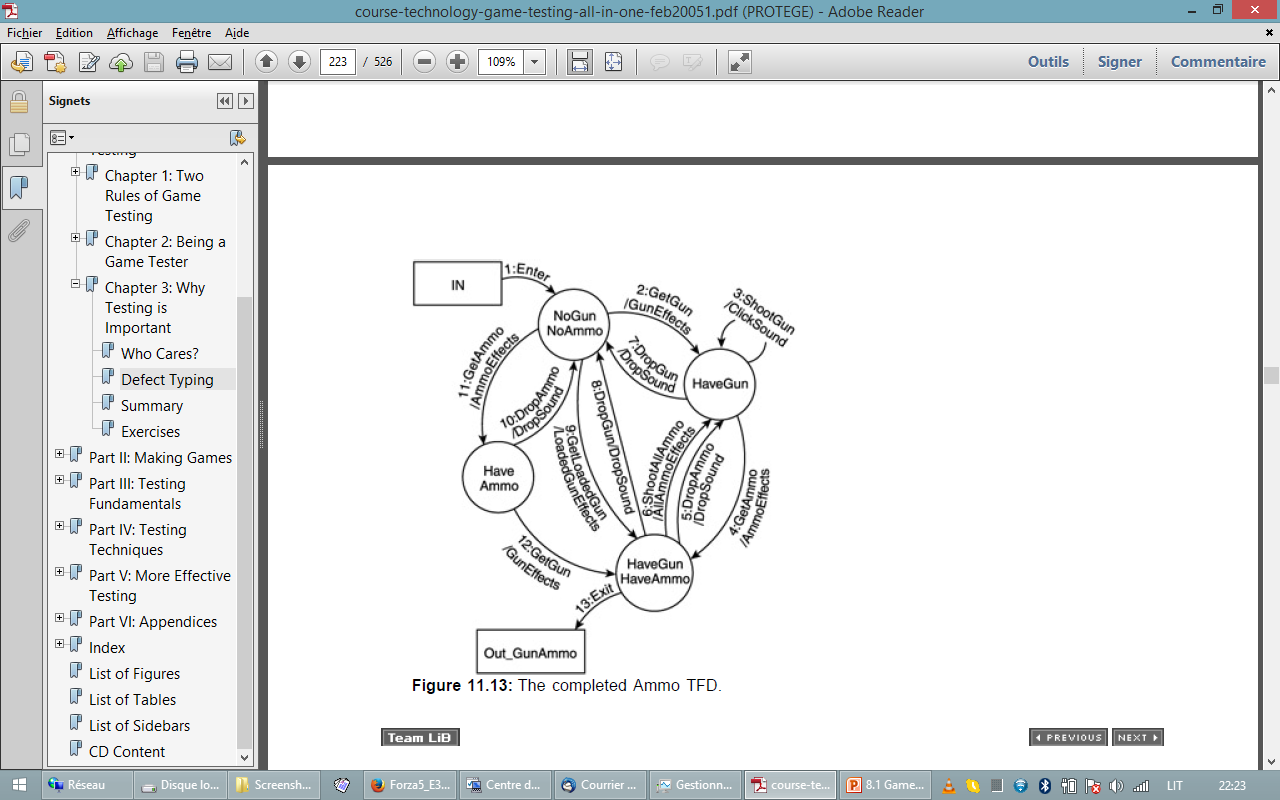 course-technology-game-testing-all-in-one-feb20051.pdf (PROTEGE) - Adobe Reader
Fichier Edition Affichage Fenêtre Aide
223 / 526 109% Outils Signer Commentaire
Signets
Testing
Chapter 1: Two
Rules of Game
Testing
Chapter 2: Being a
Game Tester
Chapter 3: Why
Testing is
Important
Who Cares?
Defect Typing
Summary
Exercises
Part II: Making Games
Part III: Testing
Fundamentals
Part IV: Testing
Techniques
Part V: More Effective
Testing
Part VI: Appendices
Index
List of Figures
List of Tables
List of Sidebars
CD Content
IN
1:Enter
NoGun
NoAmmo
2:GetGun
/GunEffects
3:ShootGun
/ClickSound
7:DropGun
/DropSound
HaveGun
11:GetAmmo
/AmmoEffects
10:DropAmmo
/DropSound
9:GetLoadedGun
/LoadedGunEffects
8:DropGun/DropSound
6:ShootAllAmmo
/AllAmmoEffects
5:DropAmmo
/DropSound
4:GetAmmo
/AmmoEffects
Have
Ammo
12:GetGun
/GunEffects
HaveGun
HaveAmmo
13:Exit
Out_GunAmmo
Figure 11.13: The completed Ammo TFD.
Team LiB
PREVIOUS NEXT
Réseau Disque lo... Screensh... Forza5_E3... Centre d... Courrier ... Gestionn... course-te... 8.1 Game... LIT 22:23